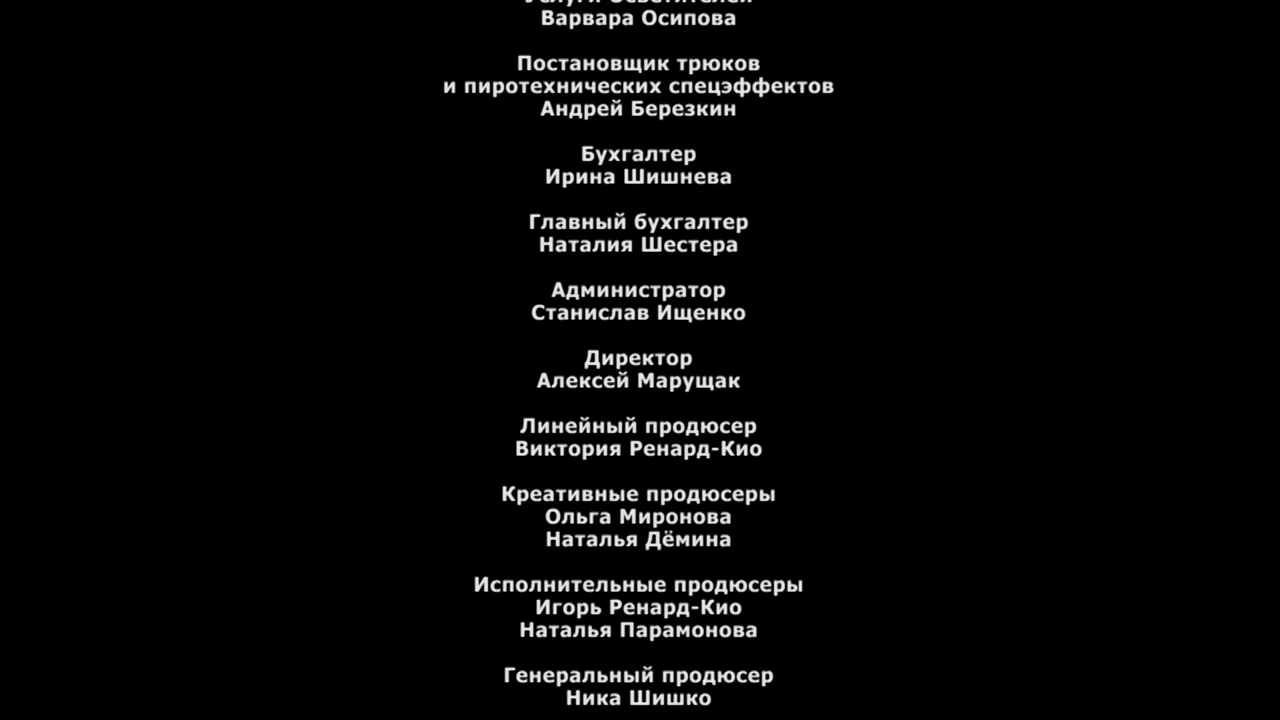 Варвара Осипова
Постановщик трюков
и пиротехнических спецэффектов
Андрей Березкин
Бухгалтер
Ирина Шишнева
Главный бухгалтер
Наталия Шестера
Администратор
Станислав Ищенко
Директор
Алексей Марущак
Линейный продюсер
Виктория Ренард-Кио
Креативные продюсеры
Ольга Миронова
Наталья Дёмина
Исполнительные продюсеры
Игорь Ренард-Кио
Наталья Парамонова
Генеральный продюсер
Ника Шишко